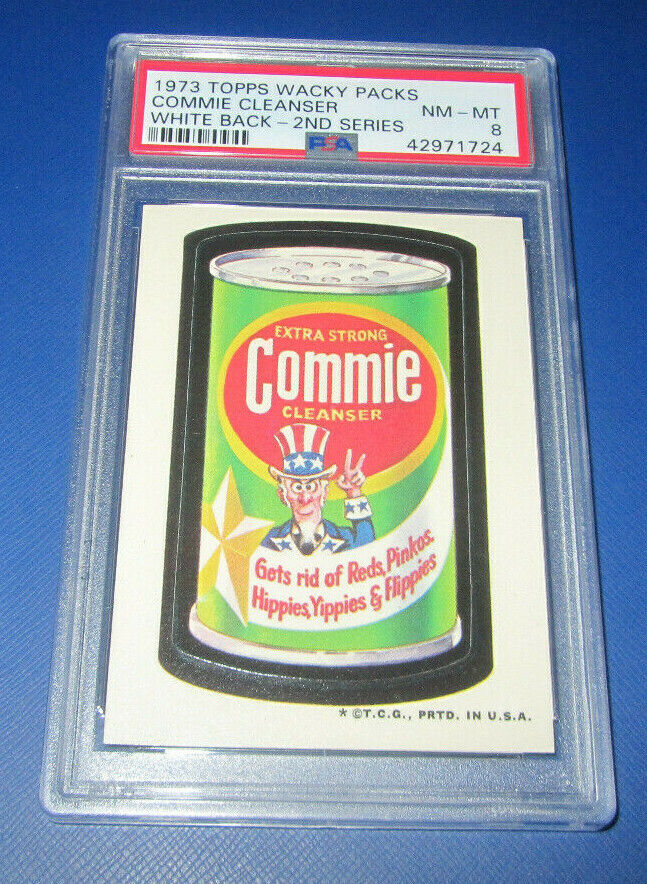 1973 TOPPS WACKY PACKS
COMMIE CLEANSER NM - MT
WHITE BACK - 2ND SERIES 8
PSA 42971724
EXTRA STRONG
Commie
CLEANSER
Gets rid of Reds, Pinkos.
Hippies, Yippies & Flippies
* ©T.C.G., PRTD. IN U.S.A.